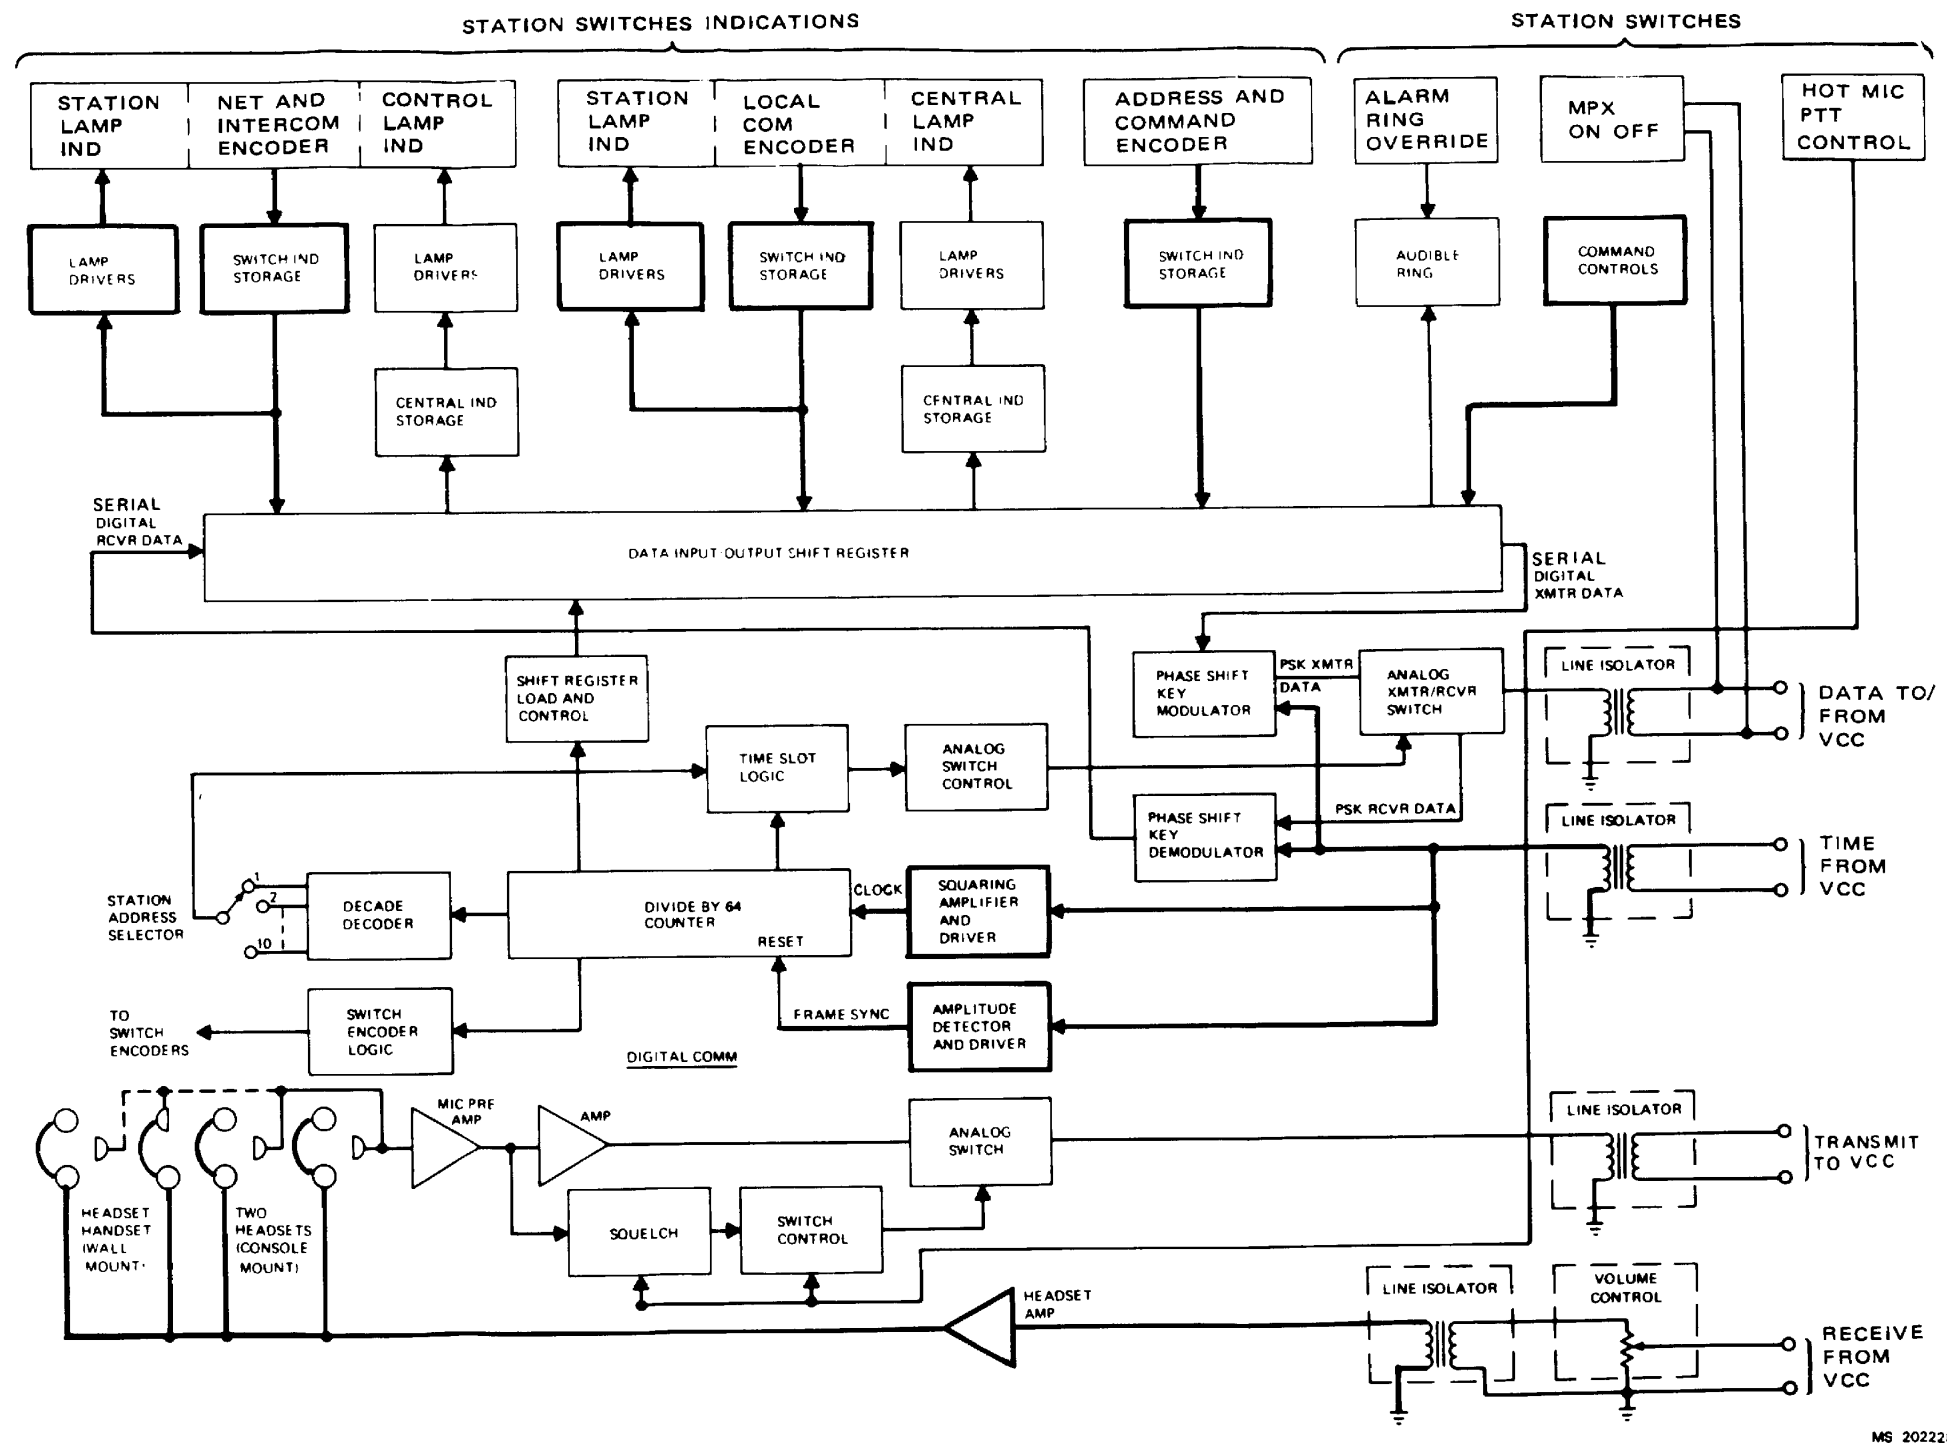 STATION SWITCHES INDICATIONS
STATION SWITCHES
STATION
LAMP
IND
NET AND
INTERCOM
ENCODER
CONTROL
LAMP
IND
STATION
LAMP
IND
LOCAL
COM
ENCODER
CENTRAL
LAMP
IND
ADDRESS AND
COMMAND
ENCODER
ALARM
RING
OVERRIDE
MPX
ON OFF
HOT MIC
PTT
CONTROL
LAMP
DRIVERS
SWITCH IND
STORAGE
LAMP
DRIVERS
LAMP
DRIVERS
SWITCH IND
STORAGE
LAMP
DRIVERS
SWITCH IND
STORAGE
AUDIBLE
RING
COMMAND
CONTROLS
CENTRAL IND
STORAGE
CENTRAL IND
STORAGE
SERIAL
DIGITAL
RCVR DATA
DATA INPUT OUTPUT SHIFT REGISTER
SERIAL
DIGITAL
XMTR DATA
SHIFT REGISTER
LOAD AND
CONTROL
PHASE SHIFT
KEY
MODULATOR
PSK XMTR
DATA
ANALOG
XMTR/RCVR
SWITCH
LINE ISOLATOR
DATA TO/
FROM
VCC
TIME SLOT
LOGIC
ANALOG
SWITCH
CONTROL
PHASE SHIFT
KEY
DEMODULATOR
PSK RCVR DATA
LINE ISOLATOR
TIME
FROM
VCC
STATION
ADDRESS
SELECTOR
1
2
10
DECADE
DECODER
DIVIDE BY 64
COUNTER
RESET
CLOCK
SQUARING
AMPLIFIER
AND
DRIVER
TO
SWITCH
ENCODERS
SWITCH
ENCODER
LOGIC
FRAME SYNC
AMPLITUDE
DETECTOR
AND DRIVER
DIGITAL COMM
MIC PRE
AMP
AMP
ANALOG
SWITCH
LINE ISOLATOR
TRANSMIT
TO VCC
HEADSET
HANDSET
(WALL
MOUNT)
TWO
HEADSETS
(CONSOLE
MOUNT)
SQUELCH
SWITCH
CONTROL
HEADSET
AMP
LINE ISOLATOR
VOLUME
CONTROL
RECEIVE
FROM
VCC